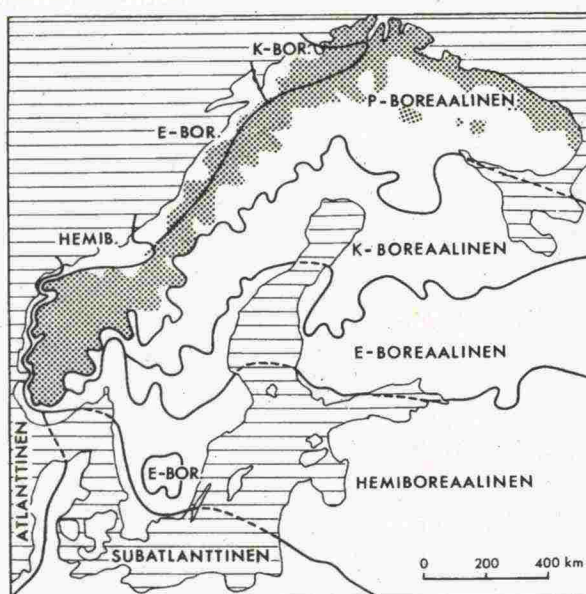 K-BOR.
P-BOREAALINEN
E-BOR.
HEMIB.
K-BOREAALINEN
E-BOREAALINEN
E-BOR.
HEMIBOREAALINEN
ATLANTTINEN
SUBATLANTTINEN
0 200 400 km